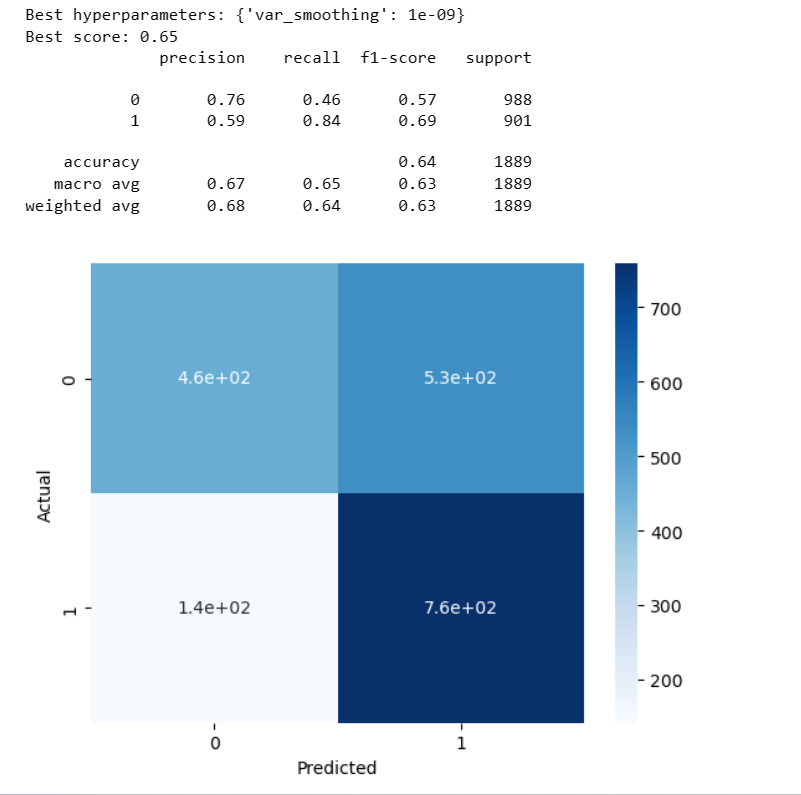 Best hyperparameters: {'var_smoothing': 1e-09}
Best score: 0.65
precision recall f1-score support
0 0.76 0.46 0.57 988
1 0.59 0.84 0.69 901
accuracy 0.64 1889
macro avg 0.67 0.65 0.63 1889
weighted avg 0.68 0.64 0.63 1889
700
0 4.6e+02 5.3e+02 600
500
Actual
400
1 1.4e+02 7.6e+02 300
200
0 1
Predicted